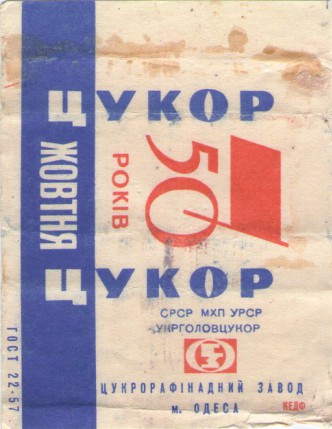 ЦУКОР
50
РОКІВ
ЖОВТНЯ
ЦУКОР
СРСР МХП УРСР
УКРГОЛОВЦУКОР
ЦУКРОРАФІНАДНИЙ ЗАВОД
м. ОДЕСА
КЕДФ
ГОСТ 22-57